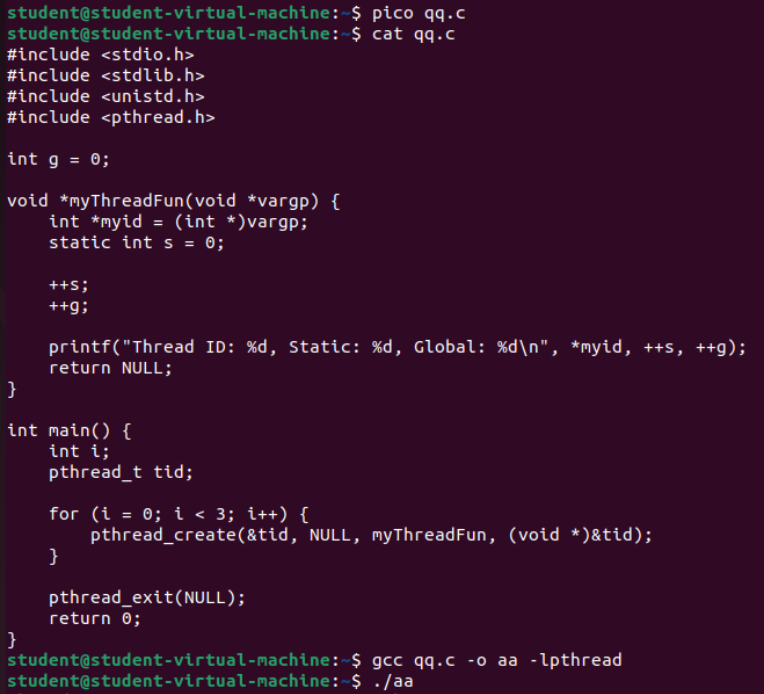 student@student-virtual-machine:~$ pico qq.c
student@student-virtual-machine:~$ cat qq.c
#include <stdio.h>
#include <stdlib.h>
#include <unistd.h>
#include <pthread.h>

int g = 0;

void *myThreadFun(void *vargp) {
    int *myid = (int *)vargp;
    static int s = 0;

    ++s;
    ++g;

    printf("Thread ID: %d, Static: %d, Global: %d\n", *myid, ++s, ++g);
    return NULL;
}

int main() {
    int i;
    pthread_t tid;

    for (i = 0; i < 3; i++) {
        pthread_create(&tid, NULL, myThreadFun, (void *)&tid);
    }

    pthread_exit(NULL);
    return 0;
}
student@student-virtual-machine:~$ gcc qq.c -o aa -lpthread
student@student-virtual-machine:~$ ./aa